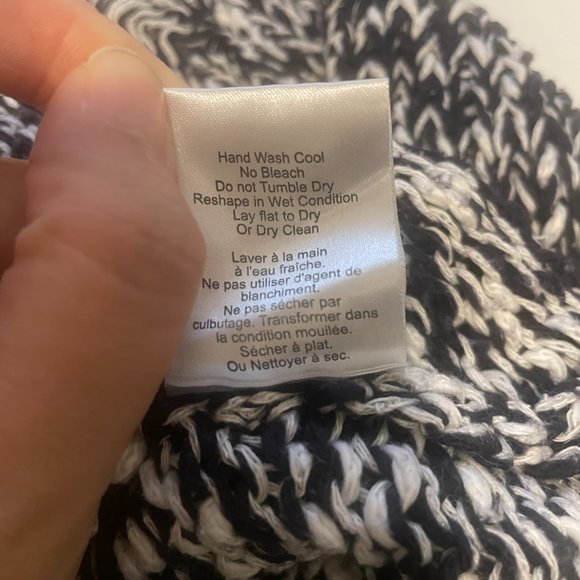 Hand Wash Cool
No Bleach
Do not Tumble Dry
Reshape in Wet Condition
Lay flat to Dry
Or Dry Clean
Laver à la main
à l'eau fraîche.
Ne pas utiliser d'agent de
blanchiment.
Ne pas sécher par
culbutage. Transformer dans
la condition mouilée.
Sécher à plat.
Ou Nettoyer à sec.